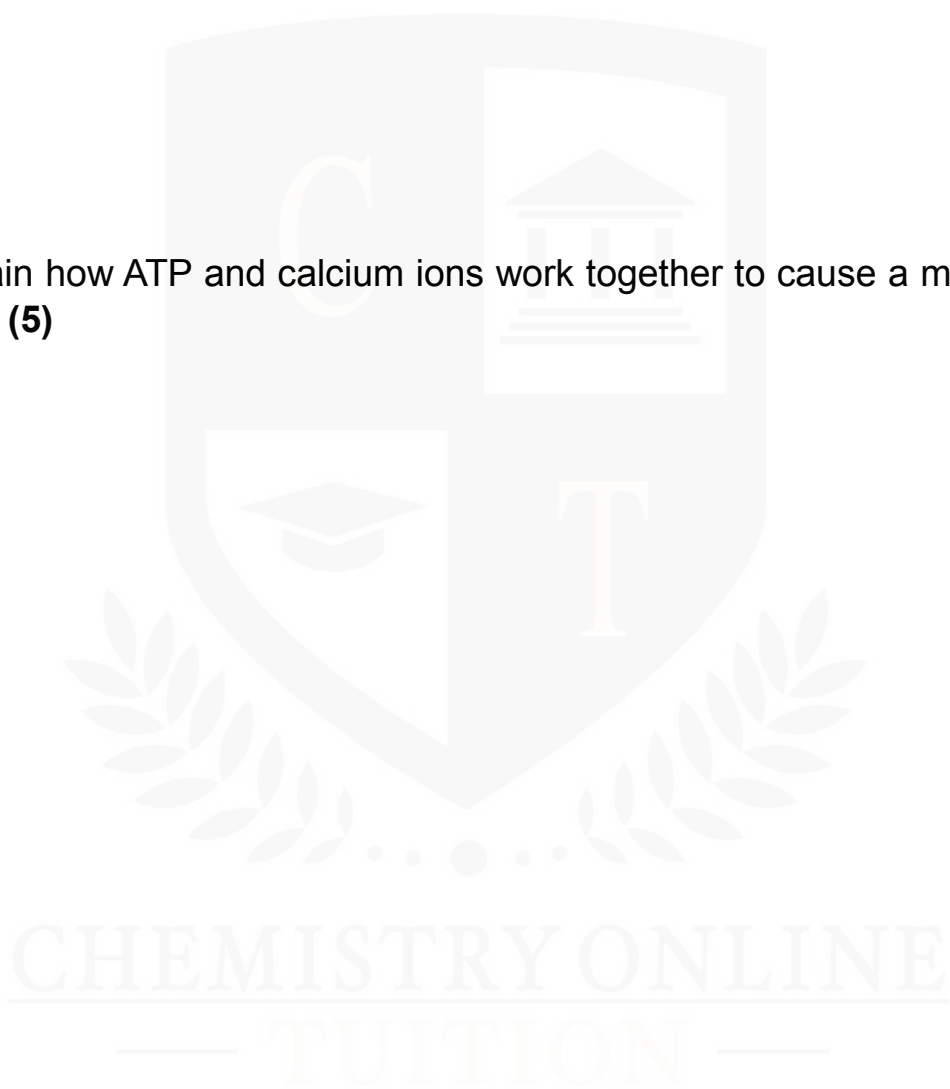 C
T
ain how ATP and calcium ions work together to cause a m
(5)
CHEMISTRY ONLINE
TUITION